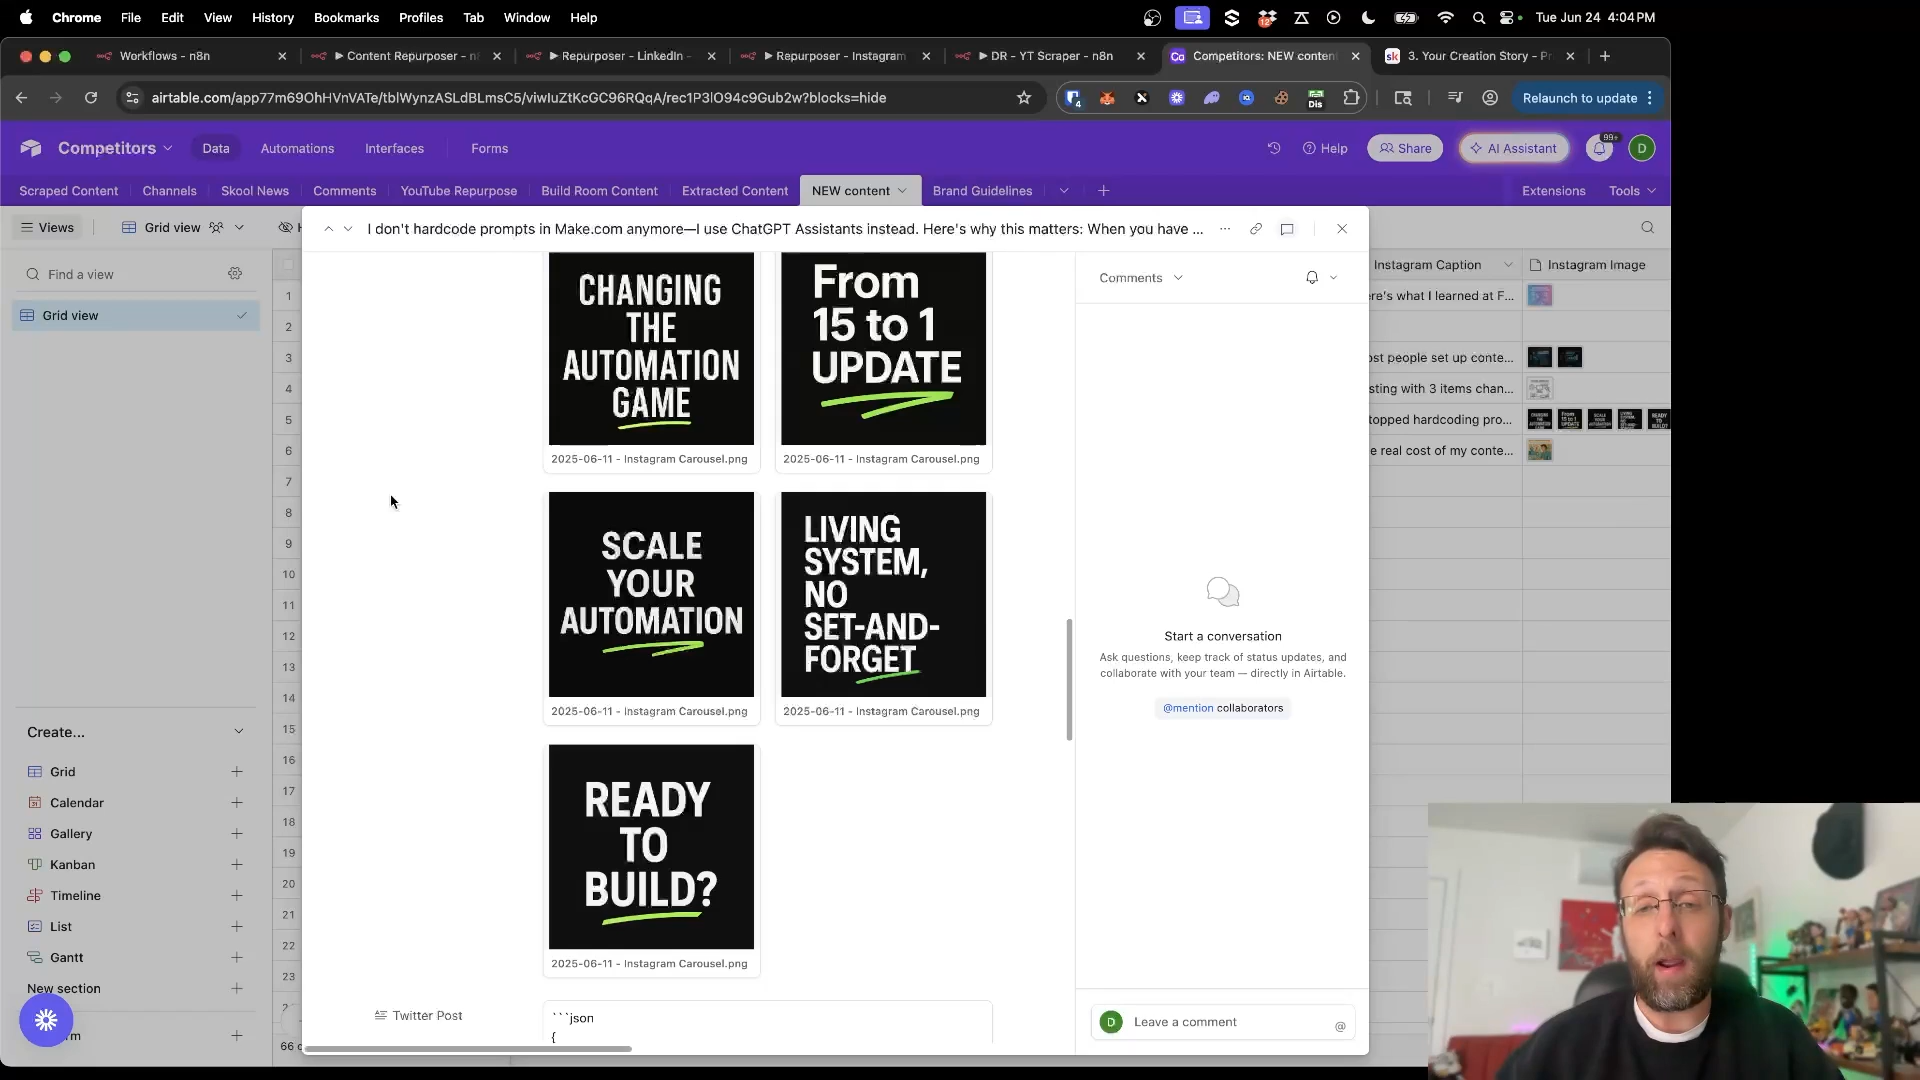 Chrome File Edit View History Bookmarks Profiles Tab Window Help
12
Tue Jun 24 4:04 PM
Workflows - n8n
▶ Content Repurposer - n
▶ Repurposer - LinkedIn -
▶ Repurposer - Instagram
▶ DR - YT Scraper - n8n
Competitors: NEW conten
3. Your Creation Story - Pr
airtable.com/app77m69OhHVnVATe/tblWynzASLdBLmsC5/viwIuZtKcGC96RQqA/rec1P3lO94c9Gub2w?blocks=hide
4
Dis
Relaunch to update
Competitors
Data
Automations
Interfaces
Forms
Help
Share
AI Assistant
99+
D
Scraped Content
Channels
Skool News
Comments
YouTube Repurpose
Build Room Content
Extracted Content
NEW content
Brand Guidelines
Extensions
Tools
Views
Grid view
H
I don't hardcode prompts in Make.com anymore—I use ChatGPT Assistants instead. Here's why this matters: When you have ...
Find a view
Grid view
1
2
3
4
5
6
7
8
9
10
11
12
13
14
15
16
17
18
19
20
21
22
23
2
66 c
Create...
Grid
Calendar
Gallery
Kanban
Timeline
List
Gantt
New section
rm
CHANGING
THE
AUTOMATION
GAME
2025-06-11 - Instagram Carousel.png
From
15 to 1
UPDATE
2025-06-11 - Instagram Carousel.png
SCALE
YOUR
AUTOMATION
2025-06-11 - Instagram Carousel.png
LIVING
SYSTEM,
NO
SET-AND-
FORGET
2025-06-11 - Instagram Carousel.png
READY
TO
BUILD?
2025-06-11 - Instagram Carousel.png
Twitter Post
```json
{
Comments
Start a conversation
Ask questions, keep track of status updates, and
collaborate with your team — directly in Airtable.
@mention collaborators
D
Leave a comment
@
Instagram Caption
Instagram Image
ere's what I learned at F...
ost people set up conte...
sting with 3 items chan...
topped hardcoding pro...
e real cost of my conte...